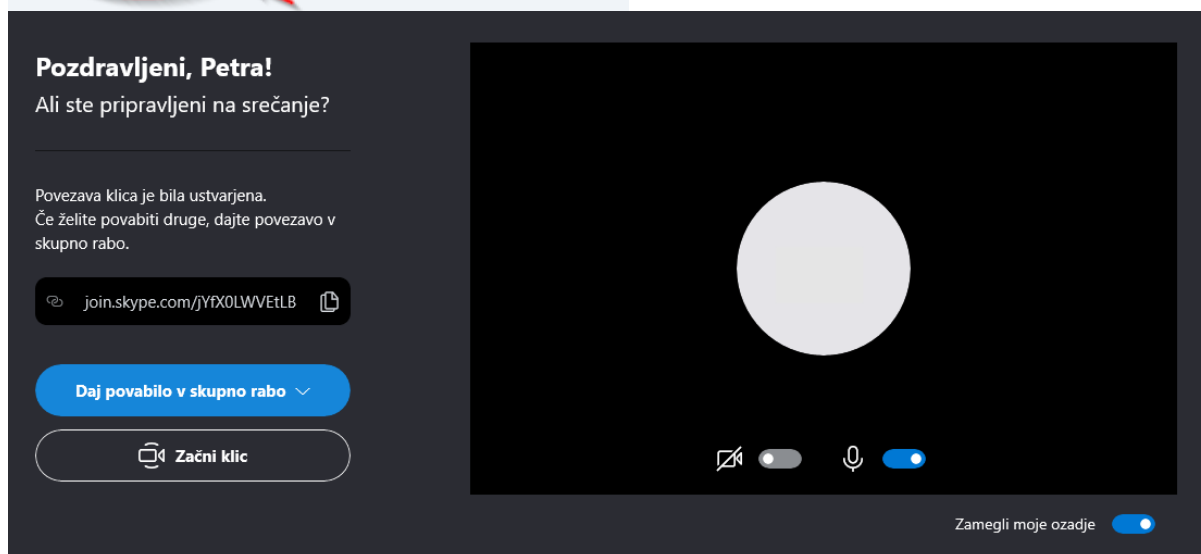 Pozdravljeni, Petra!
Ali ste pripravljeni na srečanje?
Povezava klica je bila ustvarjena.
Če želite povabiti druge, dajte povezavo v
skupno rabo.
join.skype.com/jYfX0LWVEtLB
Daj povabilo v skupno rabo
Začni klic
Zamegli moje ozadje